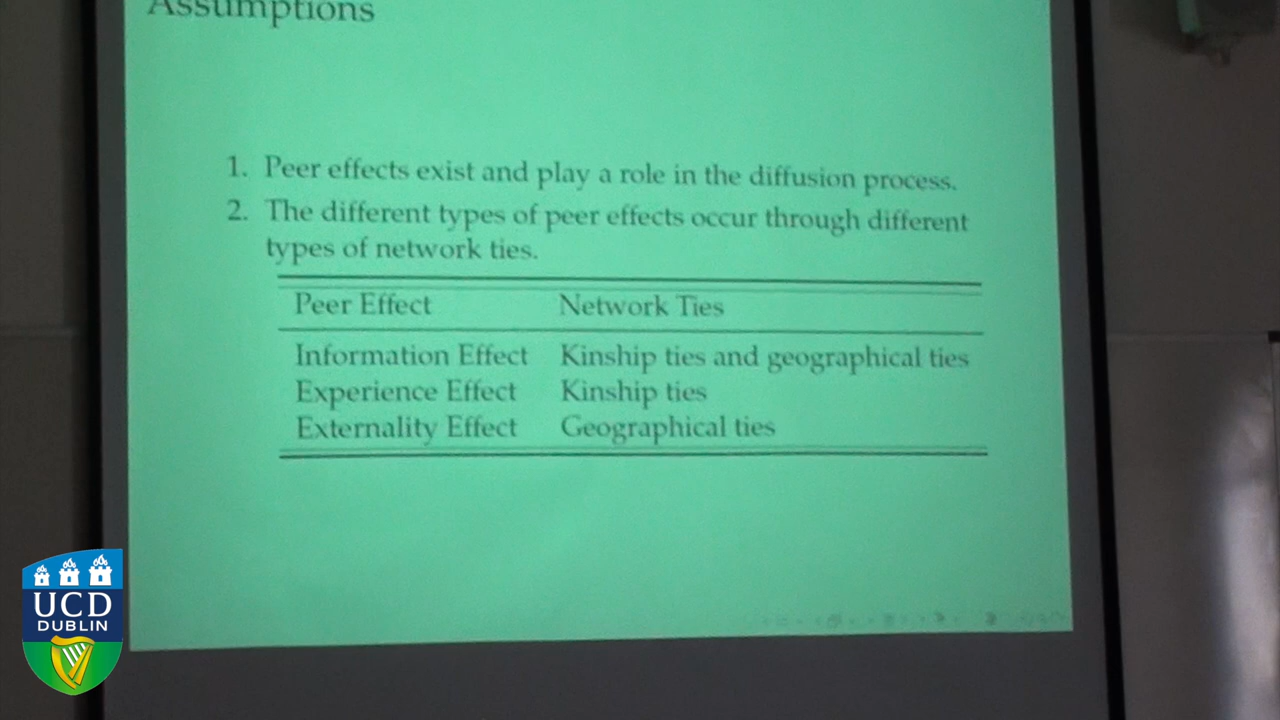 Assumptions
1. Peer effects exist and play a role in the diffusion process.
2. The different types of peer effects occur through different
types of network ties.
Peer Effect Network Ties
Information Effect Kinship ties and geographical ties
Experience Effect Kinship ties
Externality Effect Geographical ties
UCD
DUBLIN